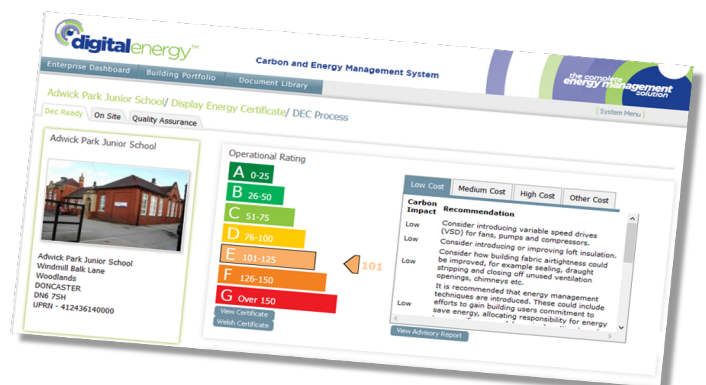 digitalenergy™
Carbon and Energy Management System
the complete
energy management
solution
Enterprise Dashboard Building Portfolio Document Library
[ System Menu ]
Adwick Park Junior School/ Display Energy Certificate/ DEC Process
Dec Ready On Site Quality Assurance
Adwick Park Junior School
Adwick Park Junior School
Windmill Balk Lane
Woodlands
DONCASTER
DN6 7SH
UPRN - 412436140000
Operational Rating
A 0-25
B 26-50
C 51-75
D 76-100
E 101-125
101
F 126-150
G Over 150
View Certificate
Welsh Certificate
Low Cost Medium Cost High Cost Other Cost
Carbon
Impact Recommendation
Low Consider introducing variable speed drives
(VSD) for fans, pumps and compressors.
Low Consider introducing or improving loft insulation.
Low Consider how building fabric airtightness could
be improved, for example sealing, draught
stripping and closing off unused ventilation
openings, chimneys etc.
Low It is recommended that energy management
techniques are introduced. These could include
efforts to gain building users commitment to
save energy, allocating responsibility for energy
View Advisory Report